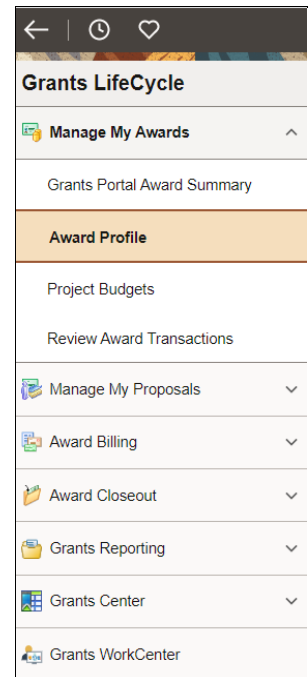 Grants LifeCycle
Manage My Awards
Grants Portal Award Summary
Award Profile
Project Budgets
Review Award Transactions
Manage My Proposals
Award Billing
Award Closeout
Grants Reporting
Grants Center
Grants WorkCenter